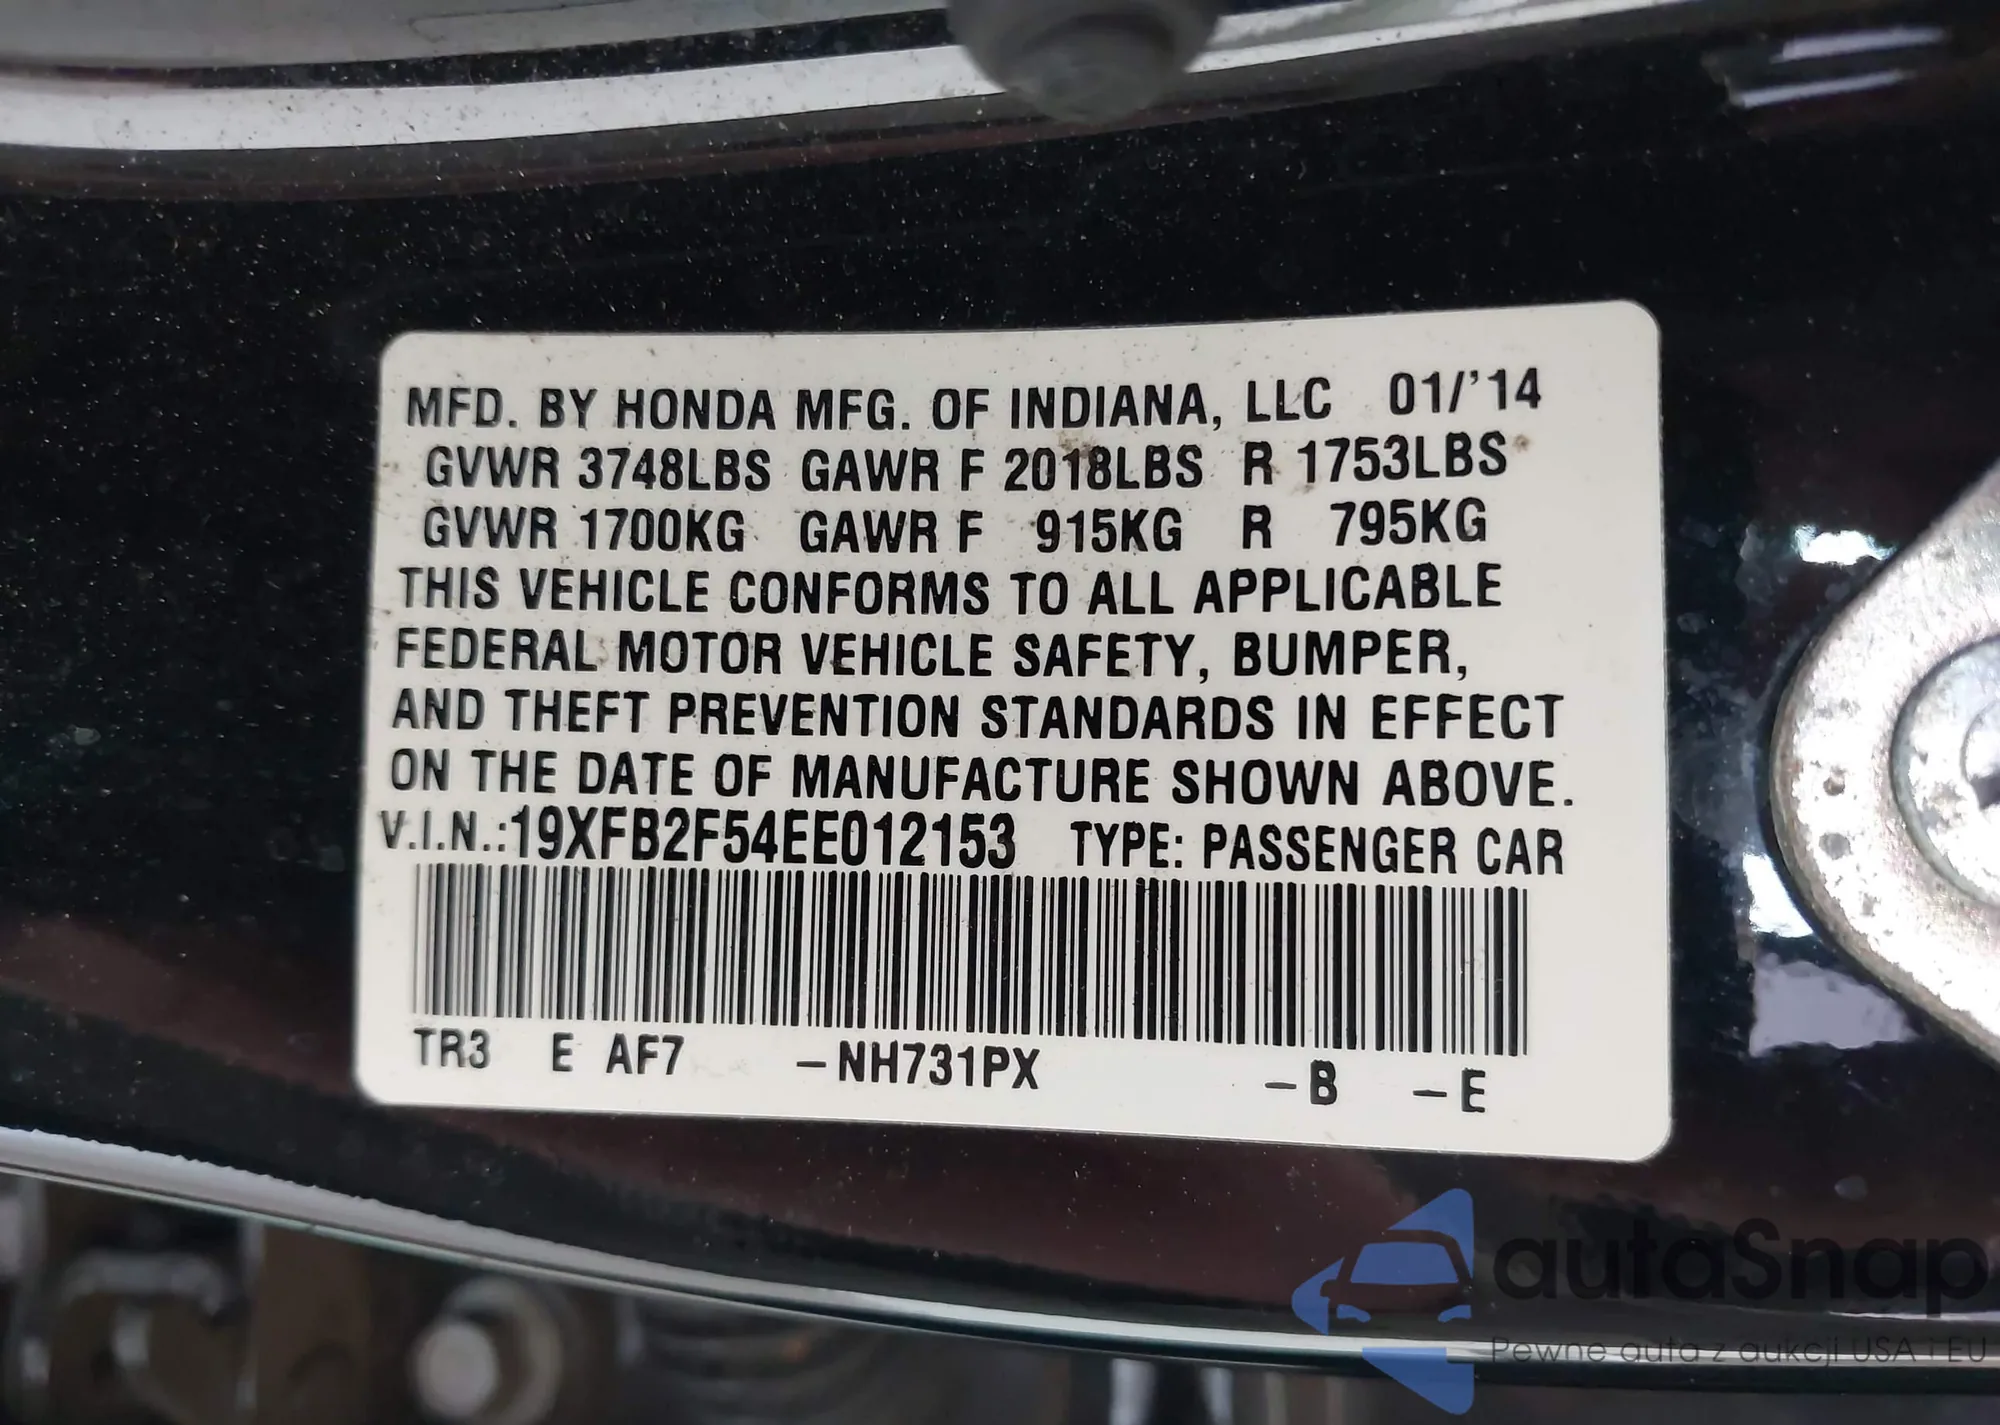 MFD. BY HONDA MFG. OF INDIANA, LLC 01/'14
GVWR 3748LBS GAWR F 2018LBS R 1753LBS
GVWR 1700KG GAWR F 915KG R 795KG
THIS VEHICLE CONFORMS TO ALL APPLICABLE
FEDERAL MOTOR VEHICLE SAFETY, BUMPER,
AND THEFT PREVENTION STANDARDS IN EFFECT
ON THE DATE OF MANUFACTURE SHOWN ABOVE.
V.I.N.:19XFB2F54EE012153 TYPE: PASSENGER CAR
TR3 E AF7 –NH731PX –B –E
autaSnap
Pewne auta z aukcji USA i EU